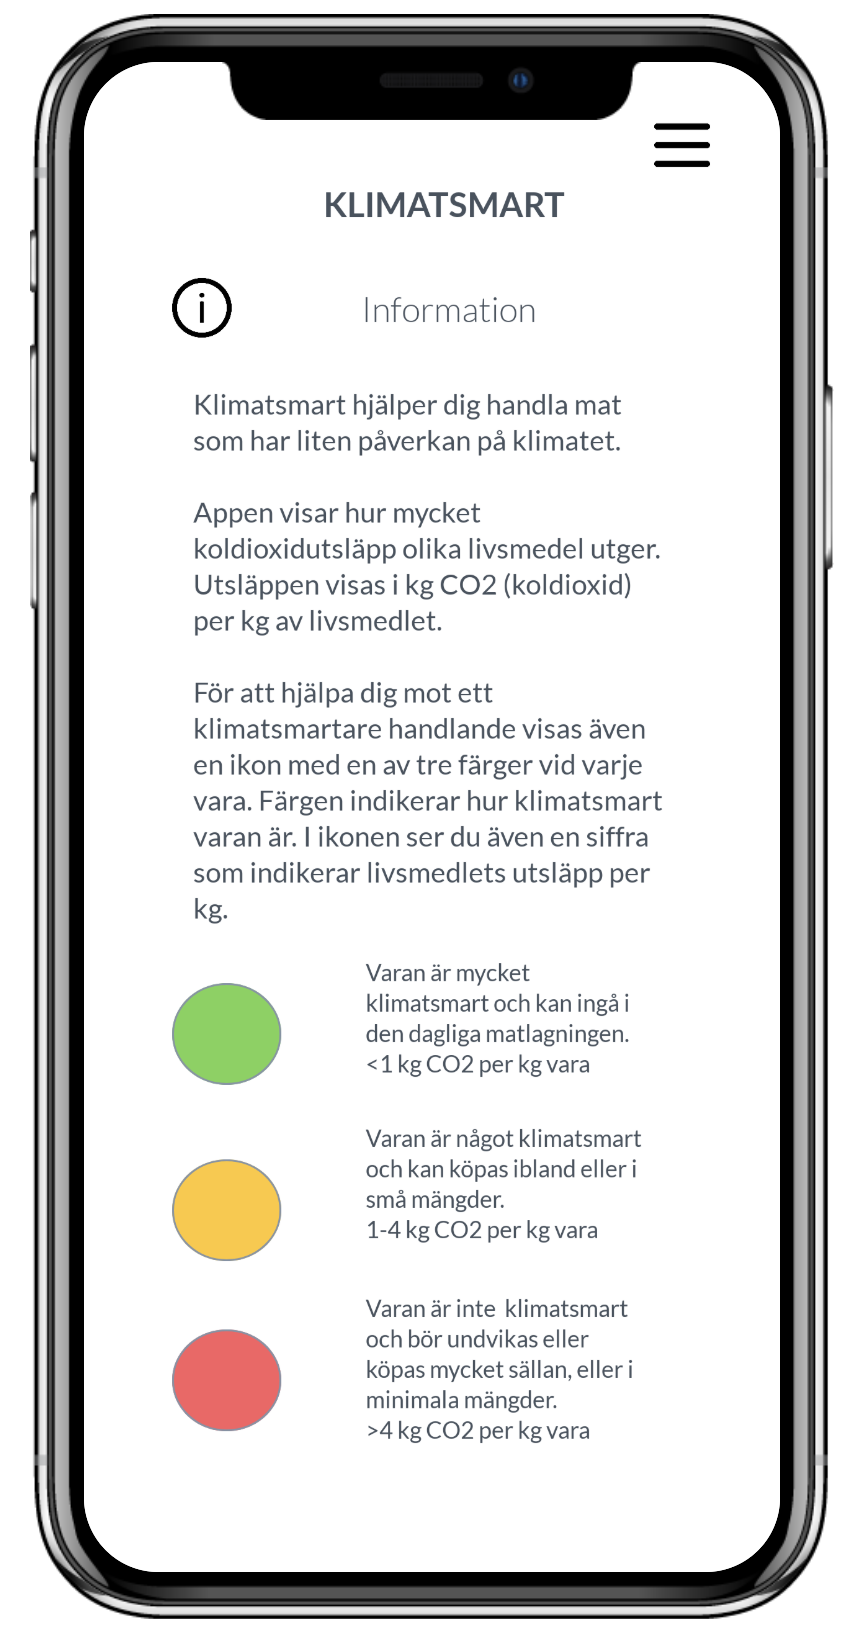 KLIMATSMART
i
Information
Klimatsmart hjälper dig handla mat
som har liten påverkan på klimatet.
Appen visar hur mycket
koldioxidutsläpp olika livsmedel utger.
Utsläppen visas i kg CO2 (koldioxid)
per kg av livsmedlet.
För att hjälpa dig mot ett
klimatsmartare handlande visas även
en ikon med en av tre färger vid varje
vara. Färgen indikerar hur klimatsmart
varan är. I ikonen ser du även en siffra
som indikerar livsmedlets utsläpp per
kg.
Varan är mycket
klimatsmart och kan ingå i
den dagliga matlagningen.
<1 kg CO2 per kg vara
Varan är något klimatsmart
och kan köpas ibland eller i
små mängder.
1-4 kg CO2 per kg vara
Varan är inte  klimatsmart
och bör undvikas eller
köpas mycket sällan, eller i
minimala mängder.
>4 kg CO2 per kg vara